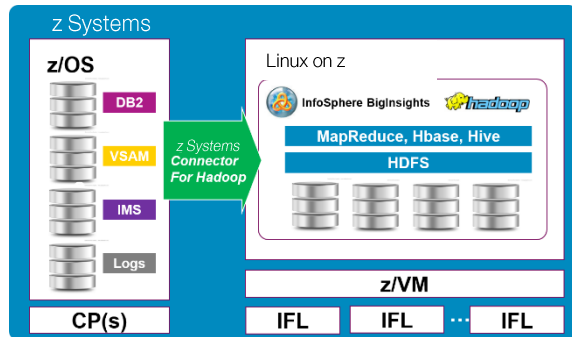 z Systems
z/OS
DB2
VSAM
IMS
Logs
CP(s)
z Systems
Connector
For Hadoop
Linux on z
InfoSphere BigInsights
hadoop
MapReduce, Hbase, Hive
HDFS
z/VM
IFL
IFL
...
IFL